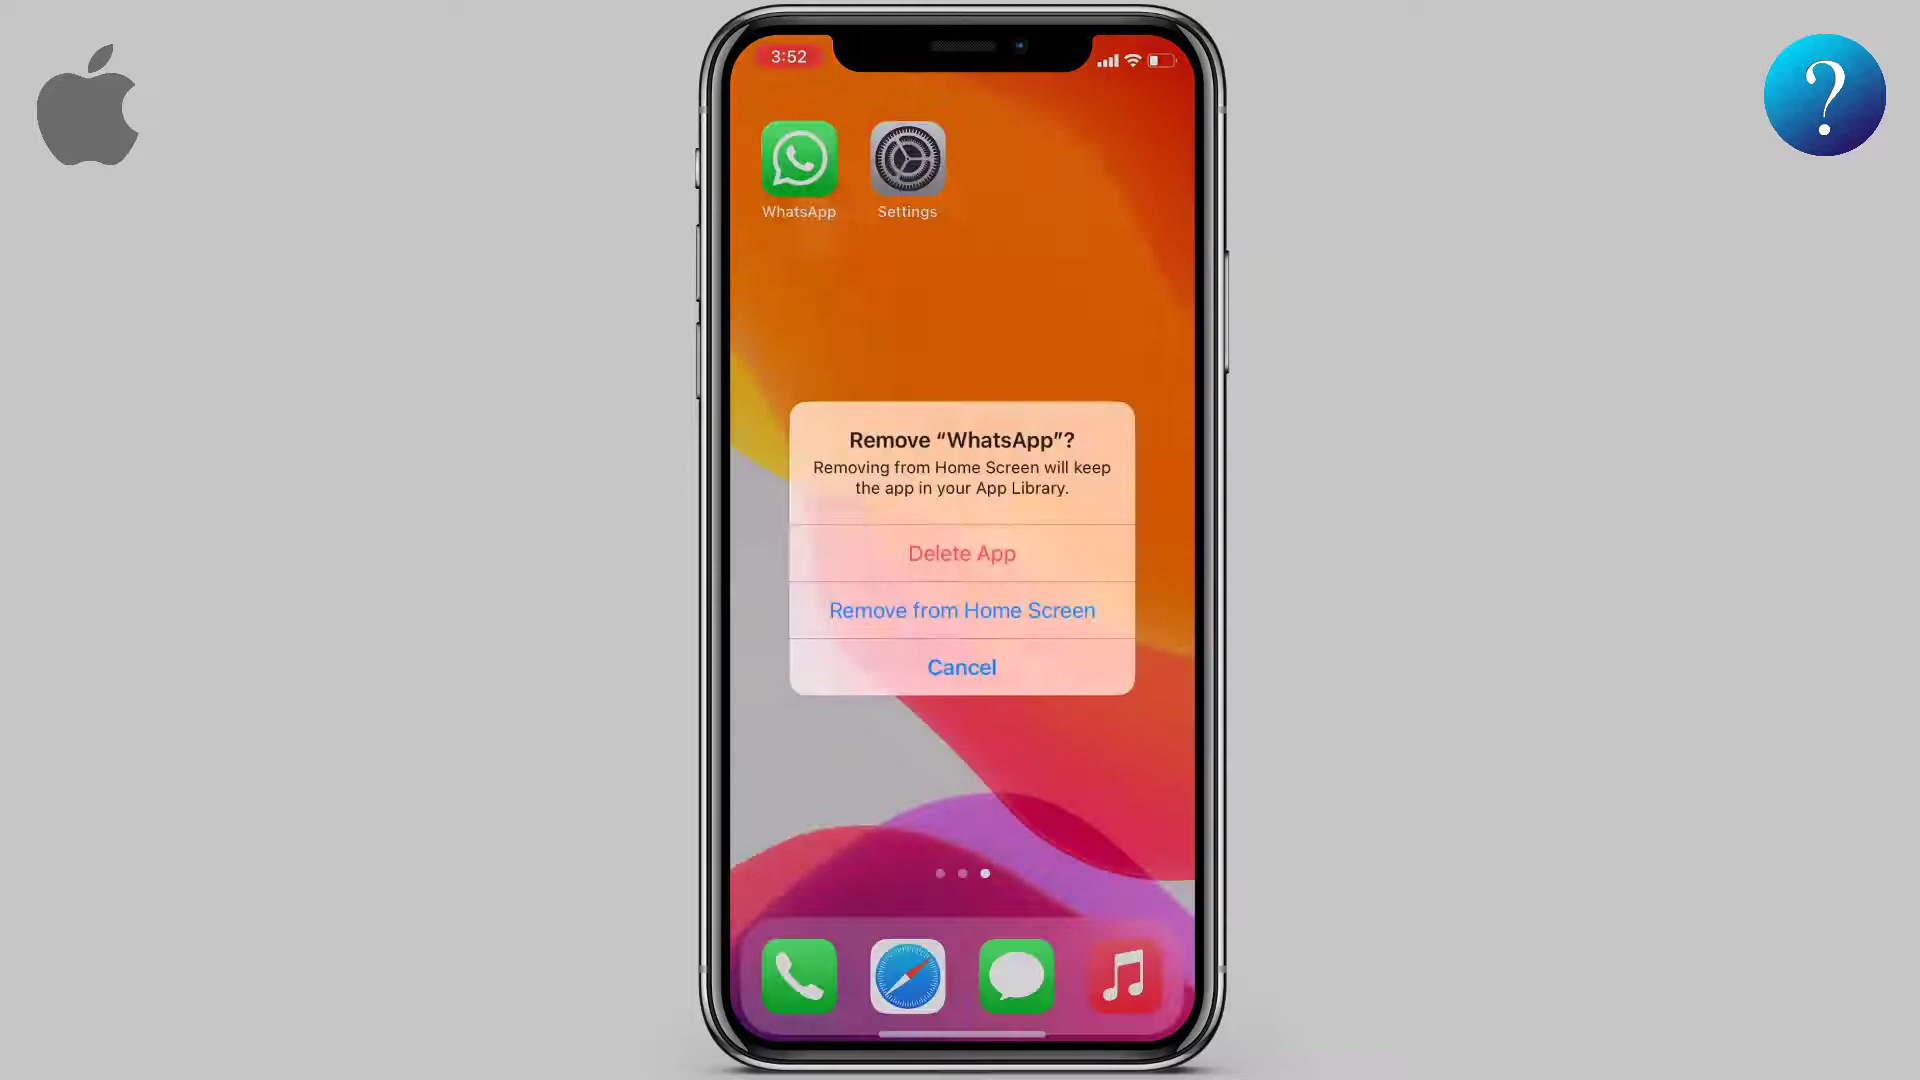 3:52
?
WhatsApp
Settings
Remove “WhatsApp”?
Removing from Home Screen will keep
the app in your App Library.
Delete App
Remove from Home Screen
Cancel